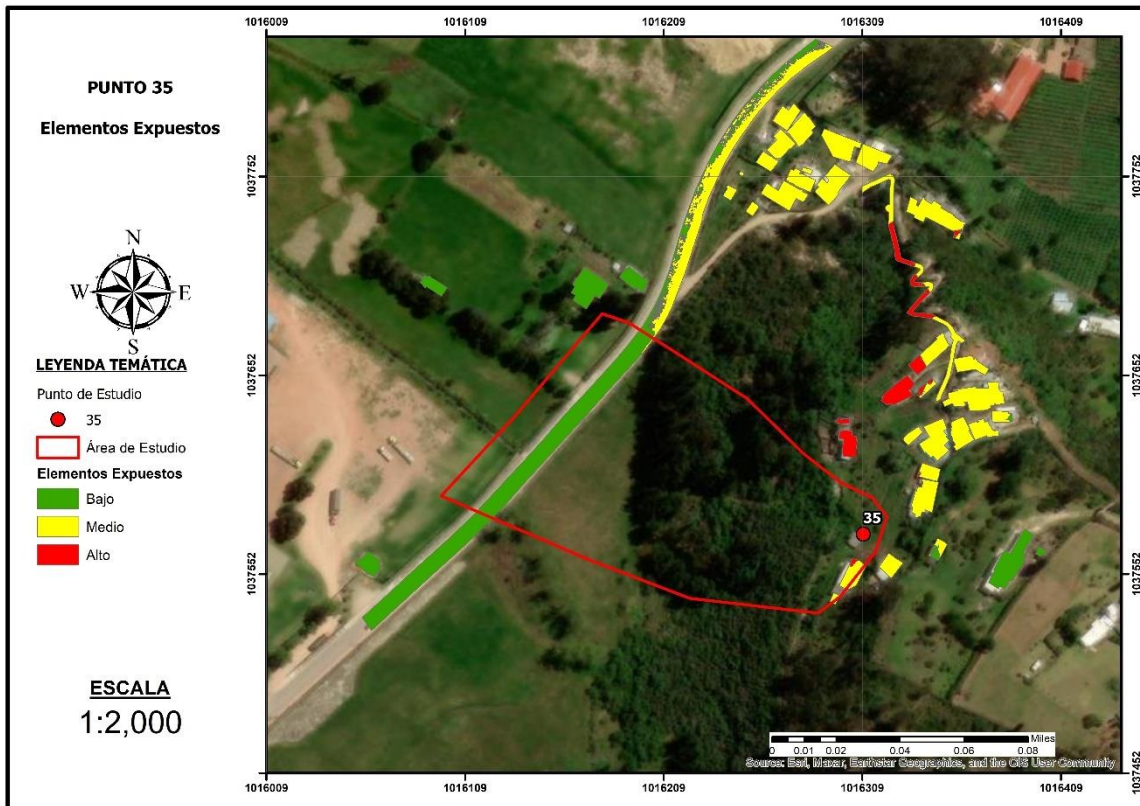 1016009 1016109 1016209 1016309 1016409
PUNTO 35
Elementos Expuestos
N
W E
S
LEYENDA TEMÁTICA
Punto de Estudio
35
Área de Estudio
Elementos Expuestos
Bajo
Medio
Alto
ESCALA
1:2,000
1037752 1037752
1037652 1037652
35
1037552 1037552
Miles
0 0.01 0.02 0.04 0.06 0.08
Source: Esri, Maxar, Earthstar Geographics, and the GIS User Community
1037452
1016009 1016109 1016209 1016309 1016409